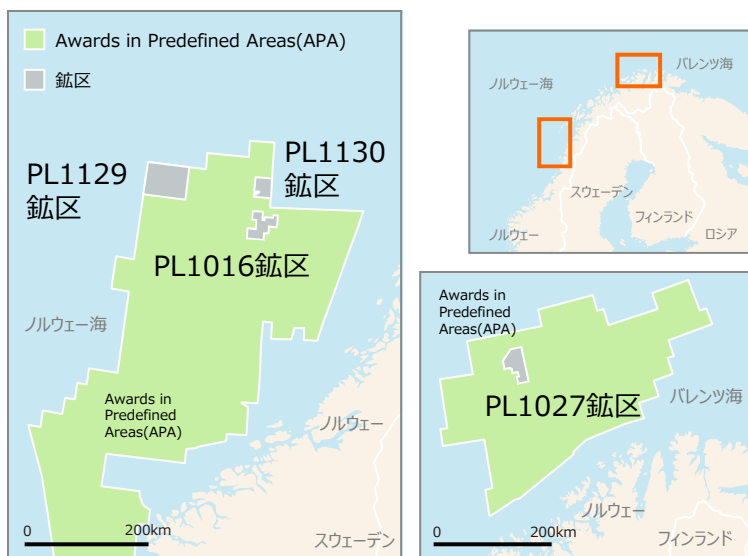 Awards in Predefined Areas(APA)
鉱区
PL1129
鉱区
PL1130
鉱区
PL1016鉱区
ノルウェー海
Awards in
Predefined
Areas(APA)
ノルウェー
0
200km
スウェーデン
バレンツ海
ノルウェー海
スウェーデン
フィンランド
ノルウェー
ロシア
Awards in
Predefined
Areas(APA)
PL1027鉱区
バレンツ海
ノルウェー
0
200km
フィンランド